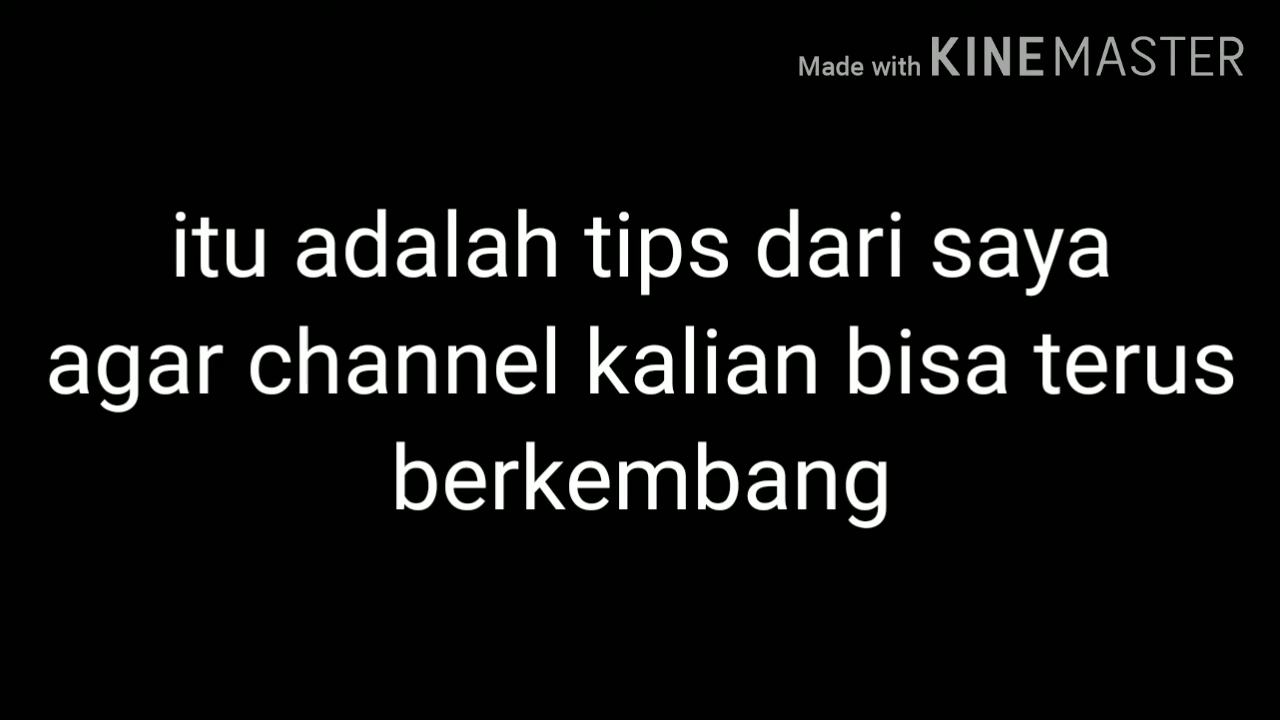 Made with KINEMASTER
itu adalah tips dari saya
agar channel kalian bisa terus
berkembang